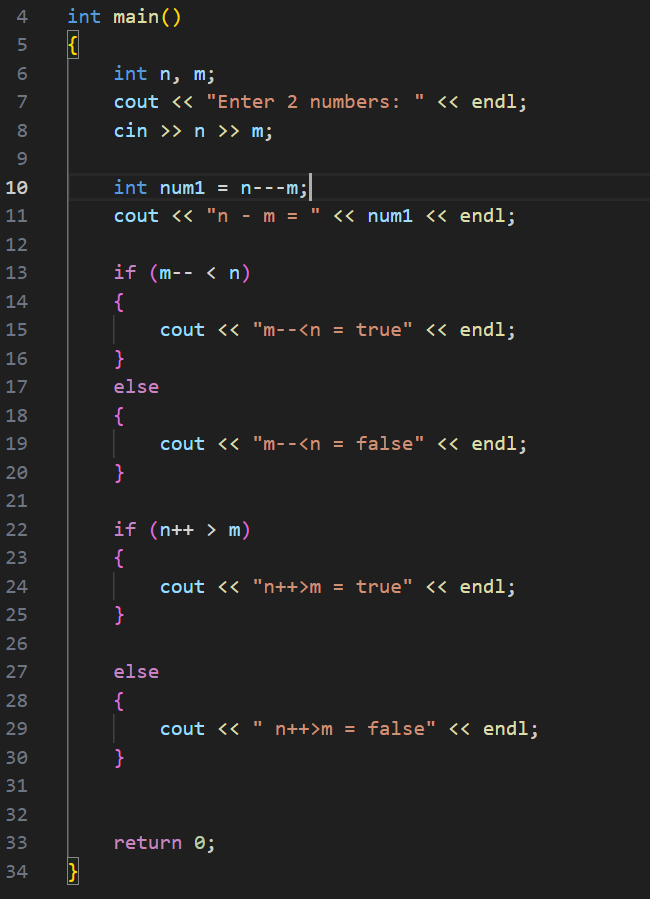 4 int main()
5 {
6     int n, m;
7     cout << "Enter 2 numbers: " << endl;
8     cin >> n >> m;
9
10     int num1 = n---m;
11     cout << "n - m = " << num1 << endl;
12
13     if (m-- < n)
14     {
15         cout << "m--<n = true" << endl;
16     }
17     else
18     {
19         cout << "m--<n = false" << endl;
20     }
21
22     if (n++ > m)
23     {
24         cout << "n++>m = true" << endl;
25     }
26
27     else
28     {
29         cout << " n++>m = false" << endl;
30     }
31
32
33     return 0;
34 }